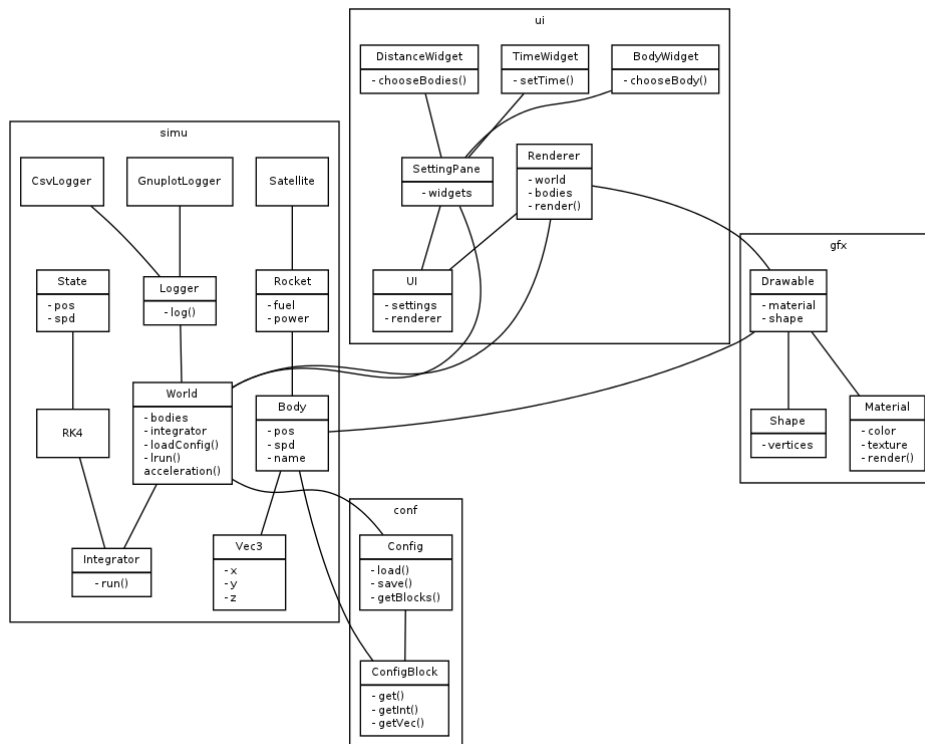 ui
DistanceWidget
- chooseBodies()
TimeWidget
- setTime()
BodyWidget
- chooseBody()
SettingPane
- widgets
Renderer
- world
- bodies
- render()
UI
- settings
- renderer
simu
CsvLogger
GnuplotLogger
Satellite
State
- pos
- spd
Logger
- log()
Rocket
- fuel
- power
RK4
World
- bodies
- integrator
- loadConfig()
- lrun()
acceleration()
Body
- pos
- spd
- name
Integrator
- run()
Vec3
- x
- y
- z
gfx
Drawable
- material
- shape
Shape
- vertices
Material
- color
- texture
- render()
conf
Config
- load()
- save()
- getBlocks()
ConfigBlock
- get()
- getInt()
- getVec()